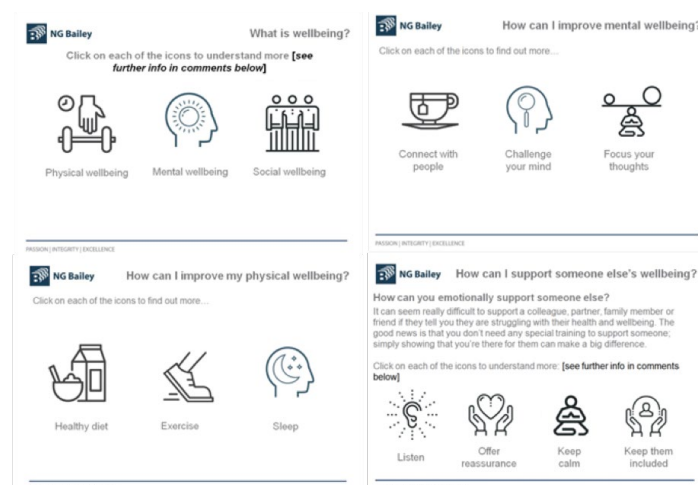 NG Bailey
What is wellbeing?
Click on each of the icons to understand more [see
further info in comments below]
Physical wellbeing
Mental wellbeing
Social wellbeing
PASSION | INTEGRITY | EXCELLENCE
NG Bailey
How can I improve mental wellbeing?
Click on each of the icons to find out more...
Connect with
people
Challenge
your mind
Focus your
thoughts
PASSION | INTEGRITY | EXCELLENCE
NG Bailey
How can I improve my physical wellbeing?
Click on each of the icons to find out more...
Healthy diet
Exercise
Sleep
NG Bailey
How can I support someone else's wellbeing?
How can you emotionally support someone else?
It can seem really difficult to support a colleague, partner, family member or
friend if they tell you they are struggling with their health and wellbeing. The
good news is that you don't need any special training to support someone;
simply showing that you're there for them can make a big difference.
Click on each of the icons to understand more: [see further info in comments
below]
Listen
Offer
reassurance
Keep
calm
Keep them
included